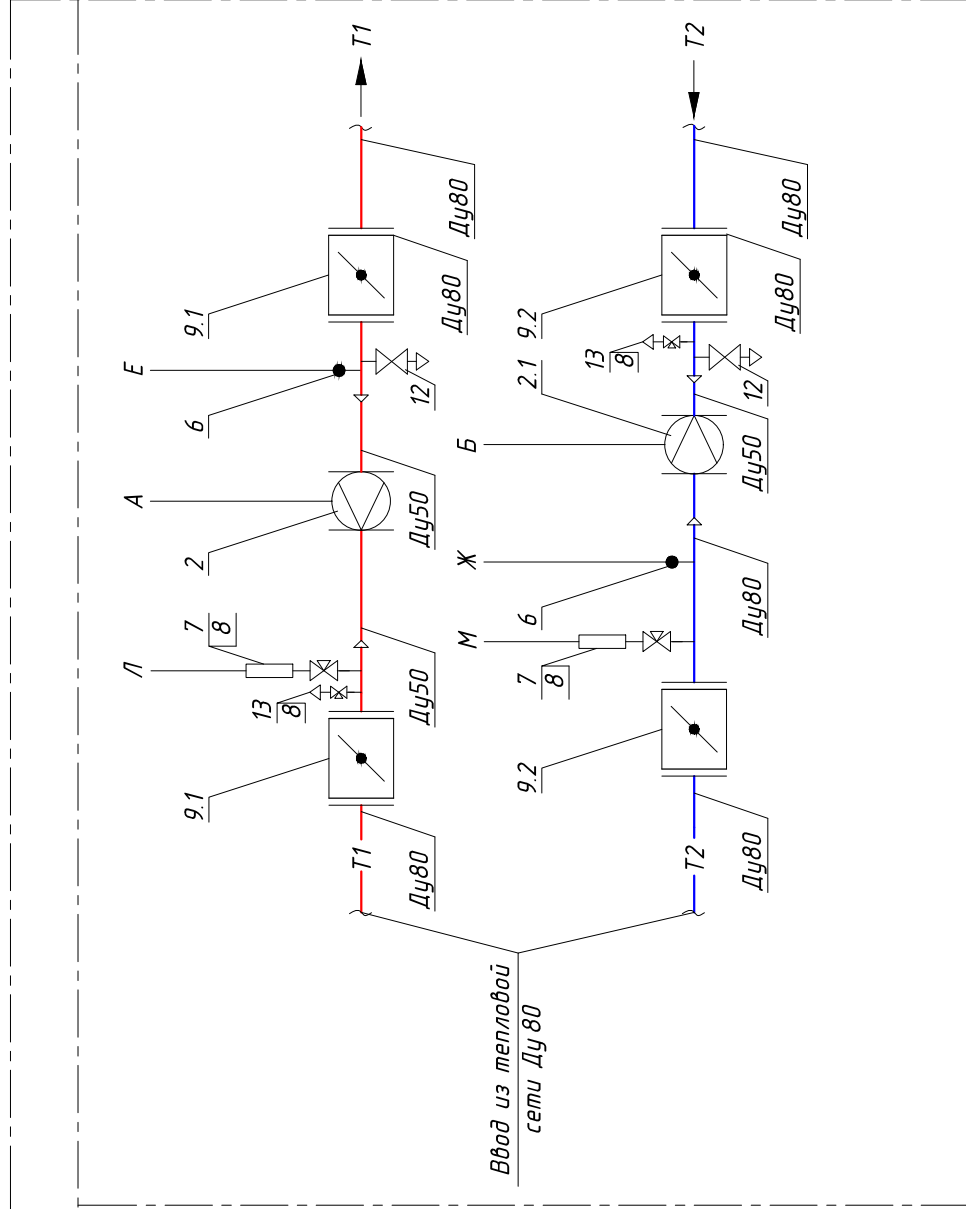 Л
А
Е
7
8
2
6
9.1
13
8
9.1
12
Т1
Т1
Ду80
Ду50
Ду50
Ду80
Ду80
М
Ж
Б
2.1
9.2
7
8
6
13
8
9.2
12
Т2
Т2
Ду80
Ду80
Ду50
Ду80
Ду80
Ввод из тепловой
сети Ду 80